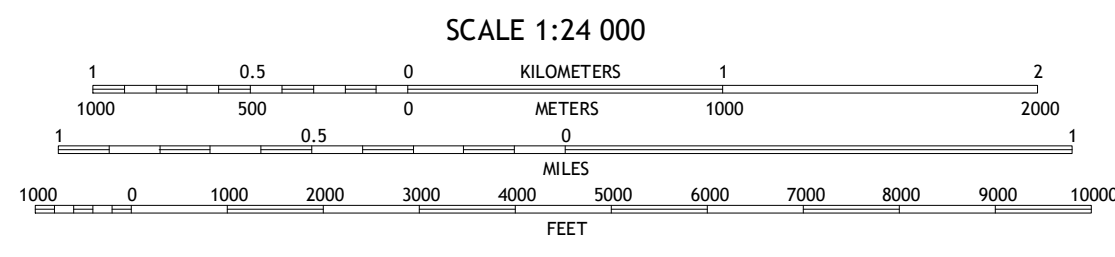 SCALE 1:24 000
1 0.5 0 KILOMETERS 1 2
1000 500 0 METERS 1000 2000
1 0.5 0 1
MILES
1000 0 1000 2000 3000 4000 5000 6000 7000 8000 9000 10000
FEET